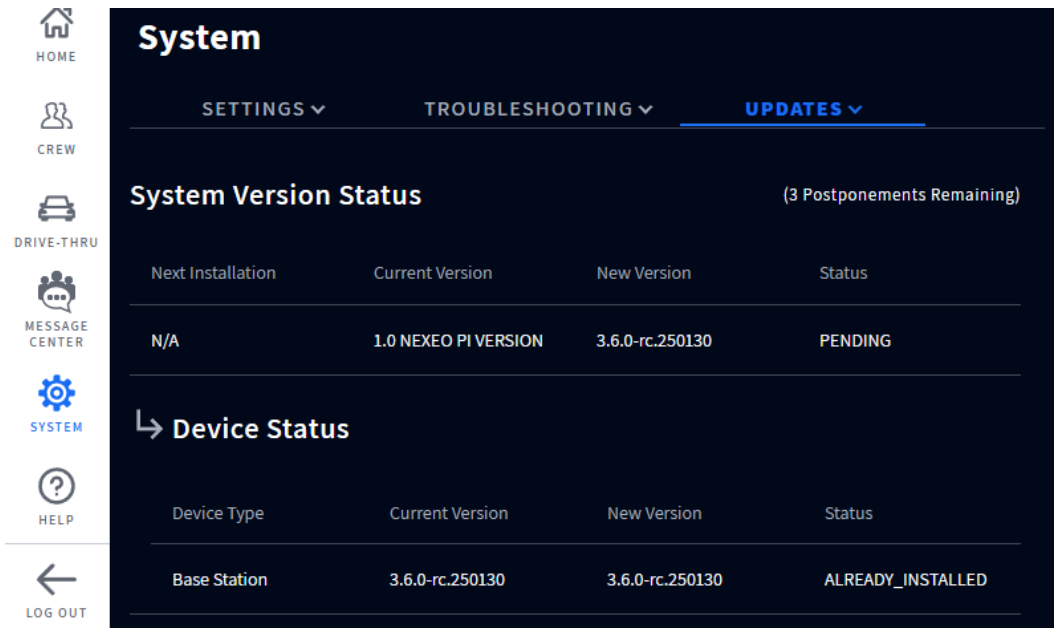 HOME
CREW
DRIVE-THRU
MESSAGE
CENTER
SYSTEM
HELP
LOG OUT
System
SETTINGS TROUBLESHOOTING UPDATES
System Version Status (3 Postponements Remaining)
Next Installation Current Version New Version Status
N/A 1.0 NEXEO PI VERSION 3.6.0-rc.250130 PENDING
Device Status
Device Type Current Version New Version Status
Base Station 3.6.0-rc.250130 3.6.0-rc.250130 ALREADY_INSTALLED